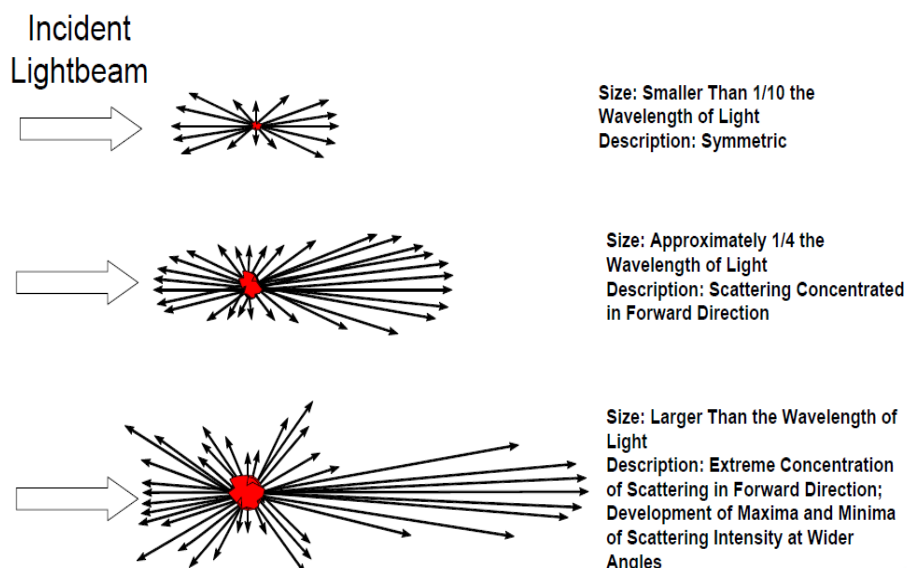 Incident
Lightbeam
Size: Smaller Than 1/10 the
Wavelength of Light
Description: Symmetric
Size: Approximately 1/4 the
Wavelength of Light
Description: Scattering Concentrated
in Forward Direction
Size: Larger Than the Wavelength of
Light
Description: Extreme Concentration
of Scattering in Forward Direction;
Development of Maxima and Minima
of Scattering Intensity at Wider
Angles